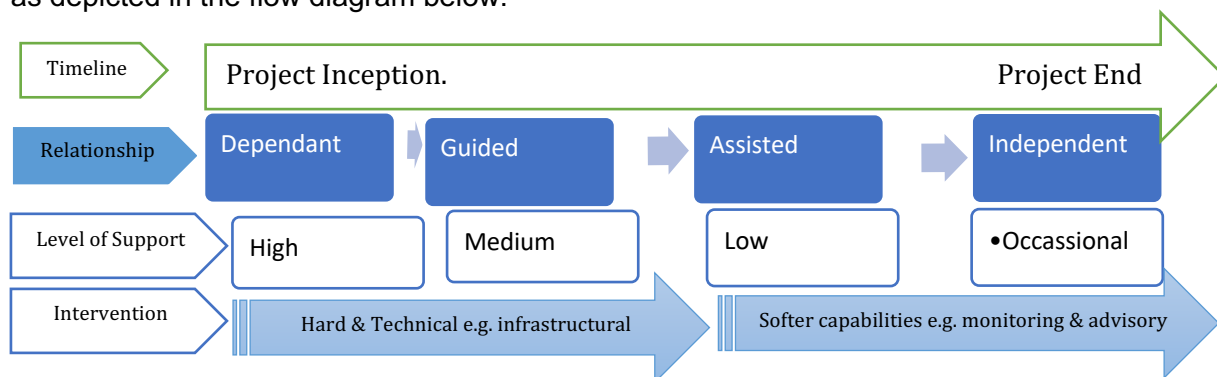 as depicted in the flow diagram below:
Timeline
Project Inception.
Project End
Relationship
Dependant
Guided
Assisted
Independent
Level of Support
High
Medium
Low
•Occassional
Intervention
Hard & Technical e.g. infrastructural
Softer capabilities e.g. monitoring & advisory